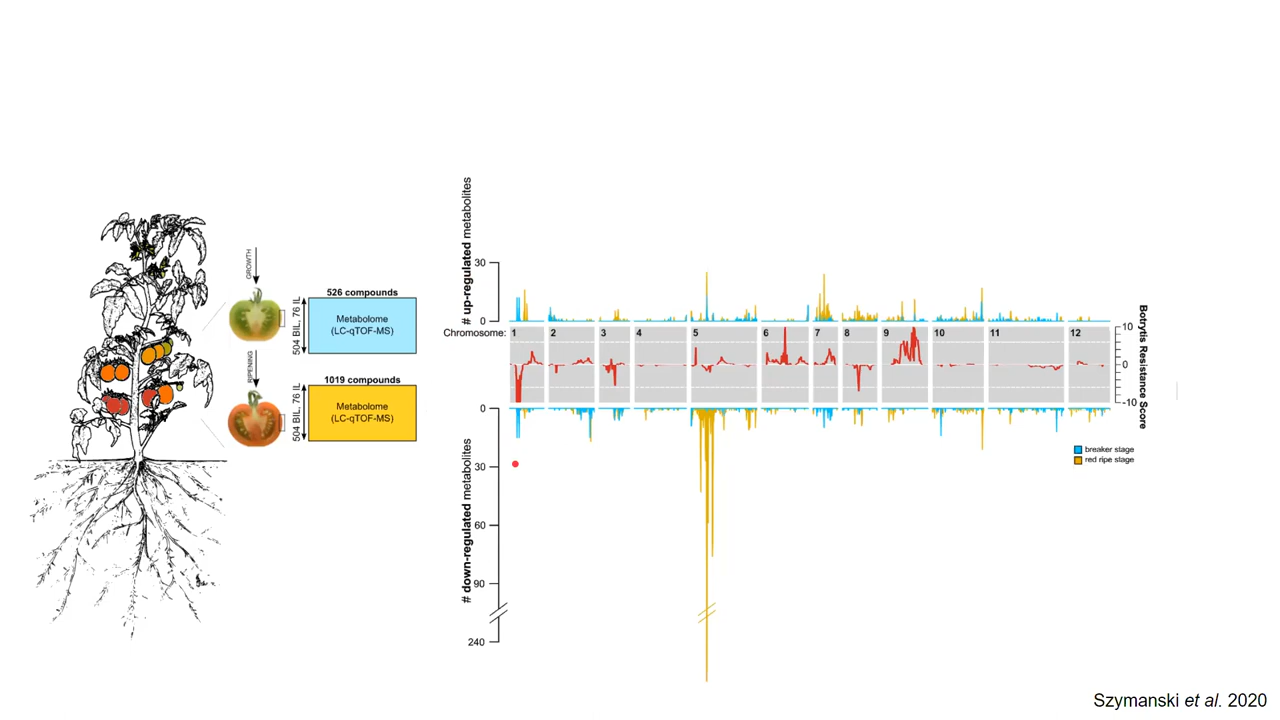 GROWTH
504 BIL, 76 IL
526 compounds
Metabolome
(LC-qTOF-MS)
RIPENING
504 BIL, 76 IL
1019 compounds
Metabolome
(LC-qTOF-MS)
# up-regulated metabolites
30
0
Chromosome: 1 2 3 4 5 6 7 8 9 10 11 12
10
0
-10
Botrytis Resistance Score
# down-regulated metabolites
0
30
60
90
240
breaker stage
red ripe stage
Szymanski et al. 2020